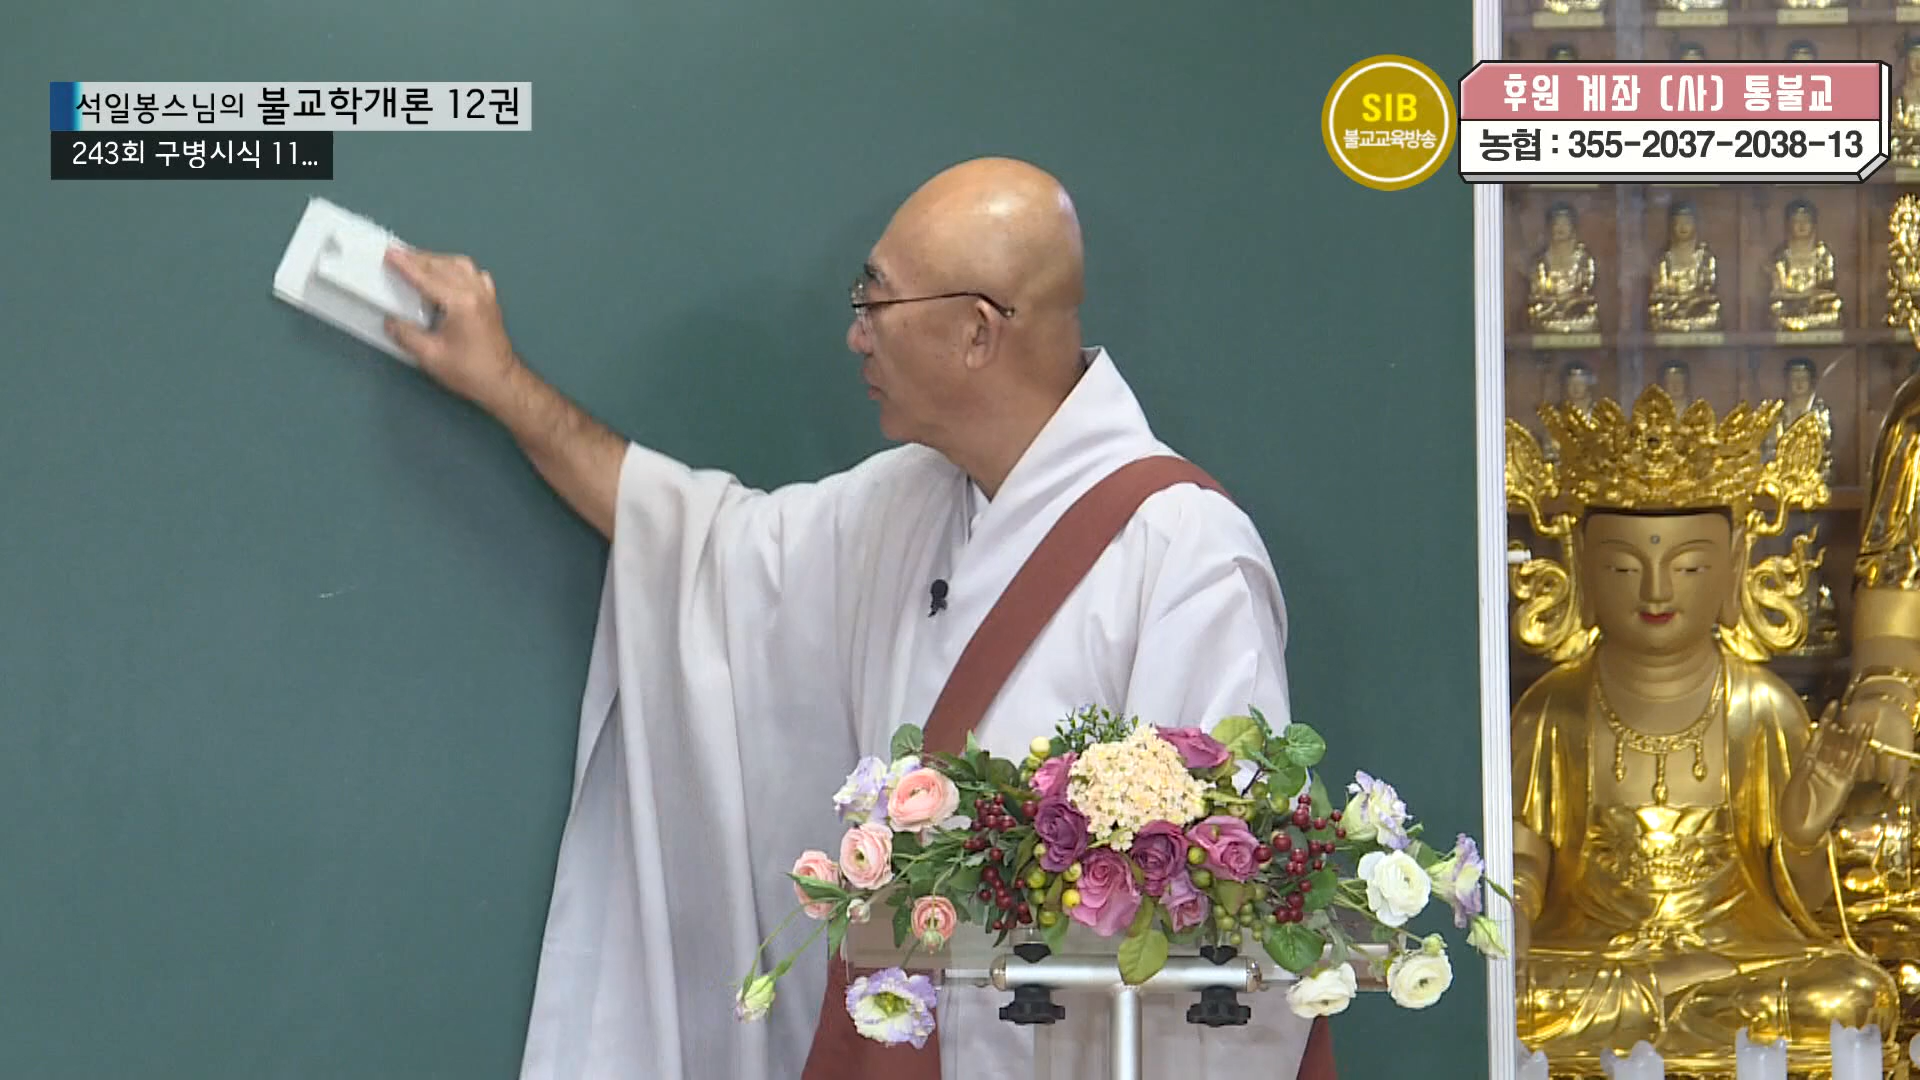 석일봉스님의 불교학개론 12권
243회 구병시식 11...
SIB
불교교육방송
후원 계좌 (사) 통불교
농협 : 355-2037-2038-13